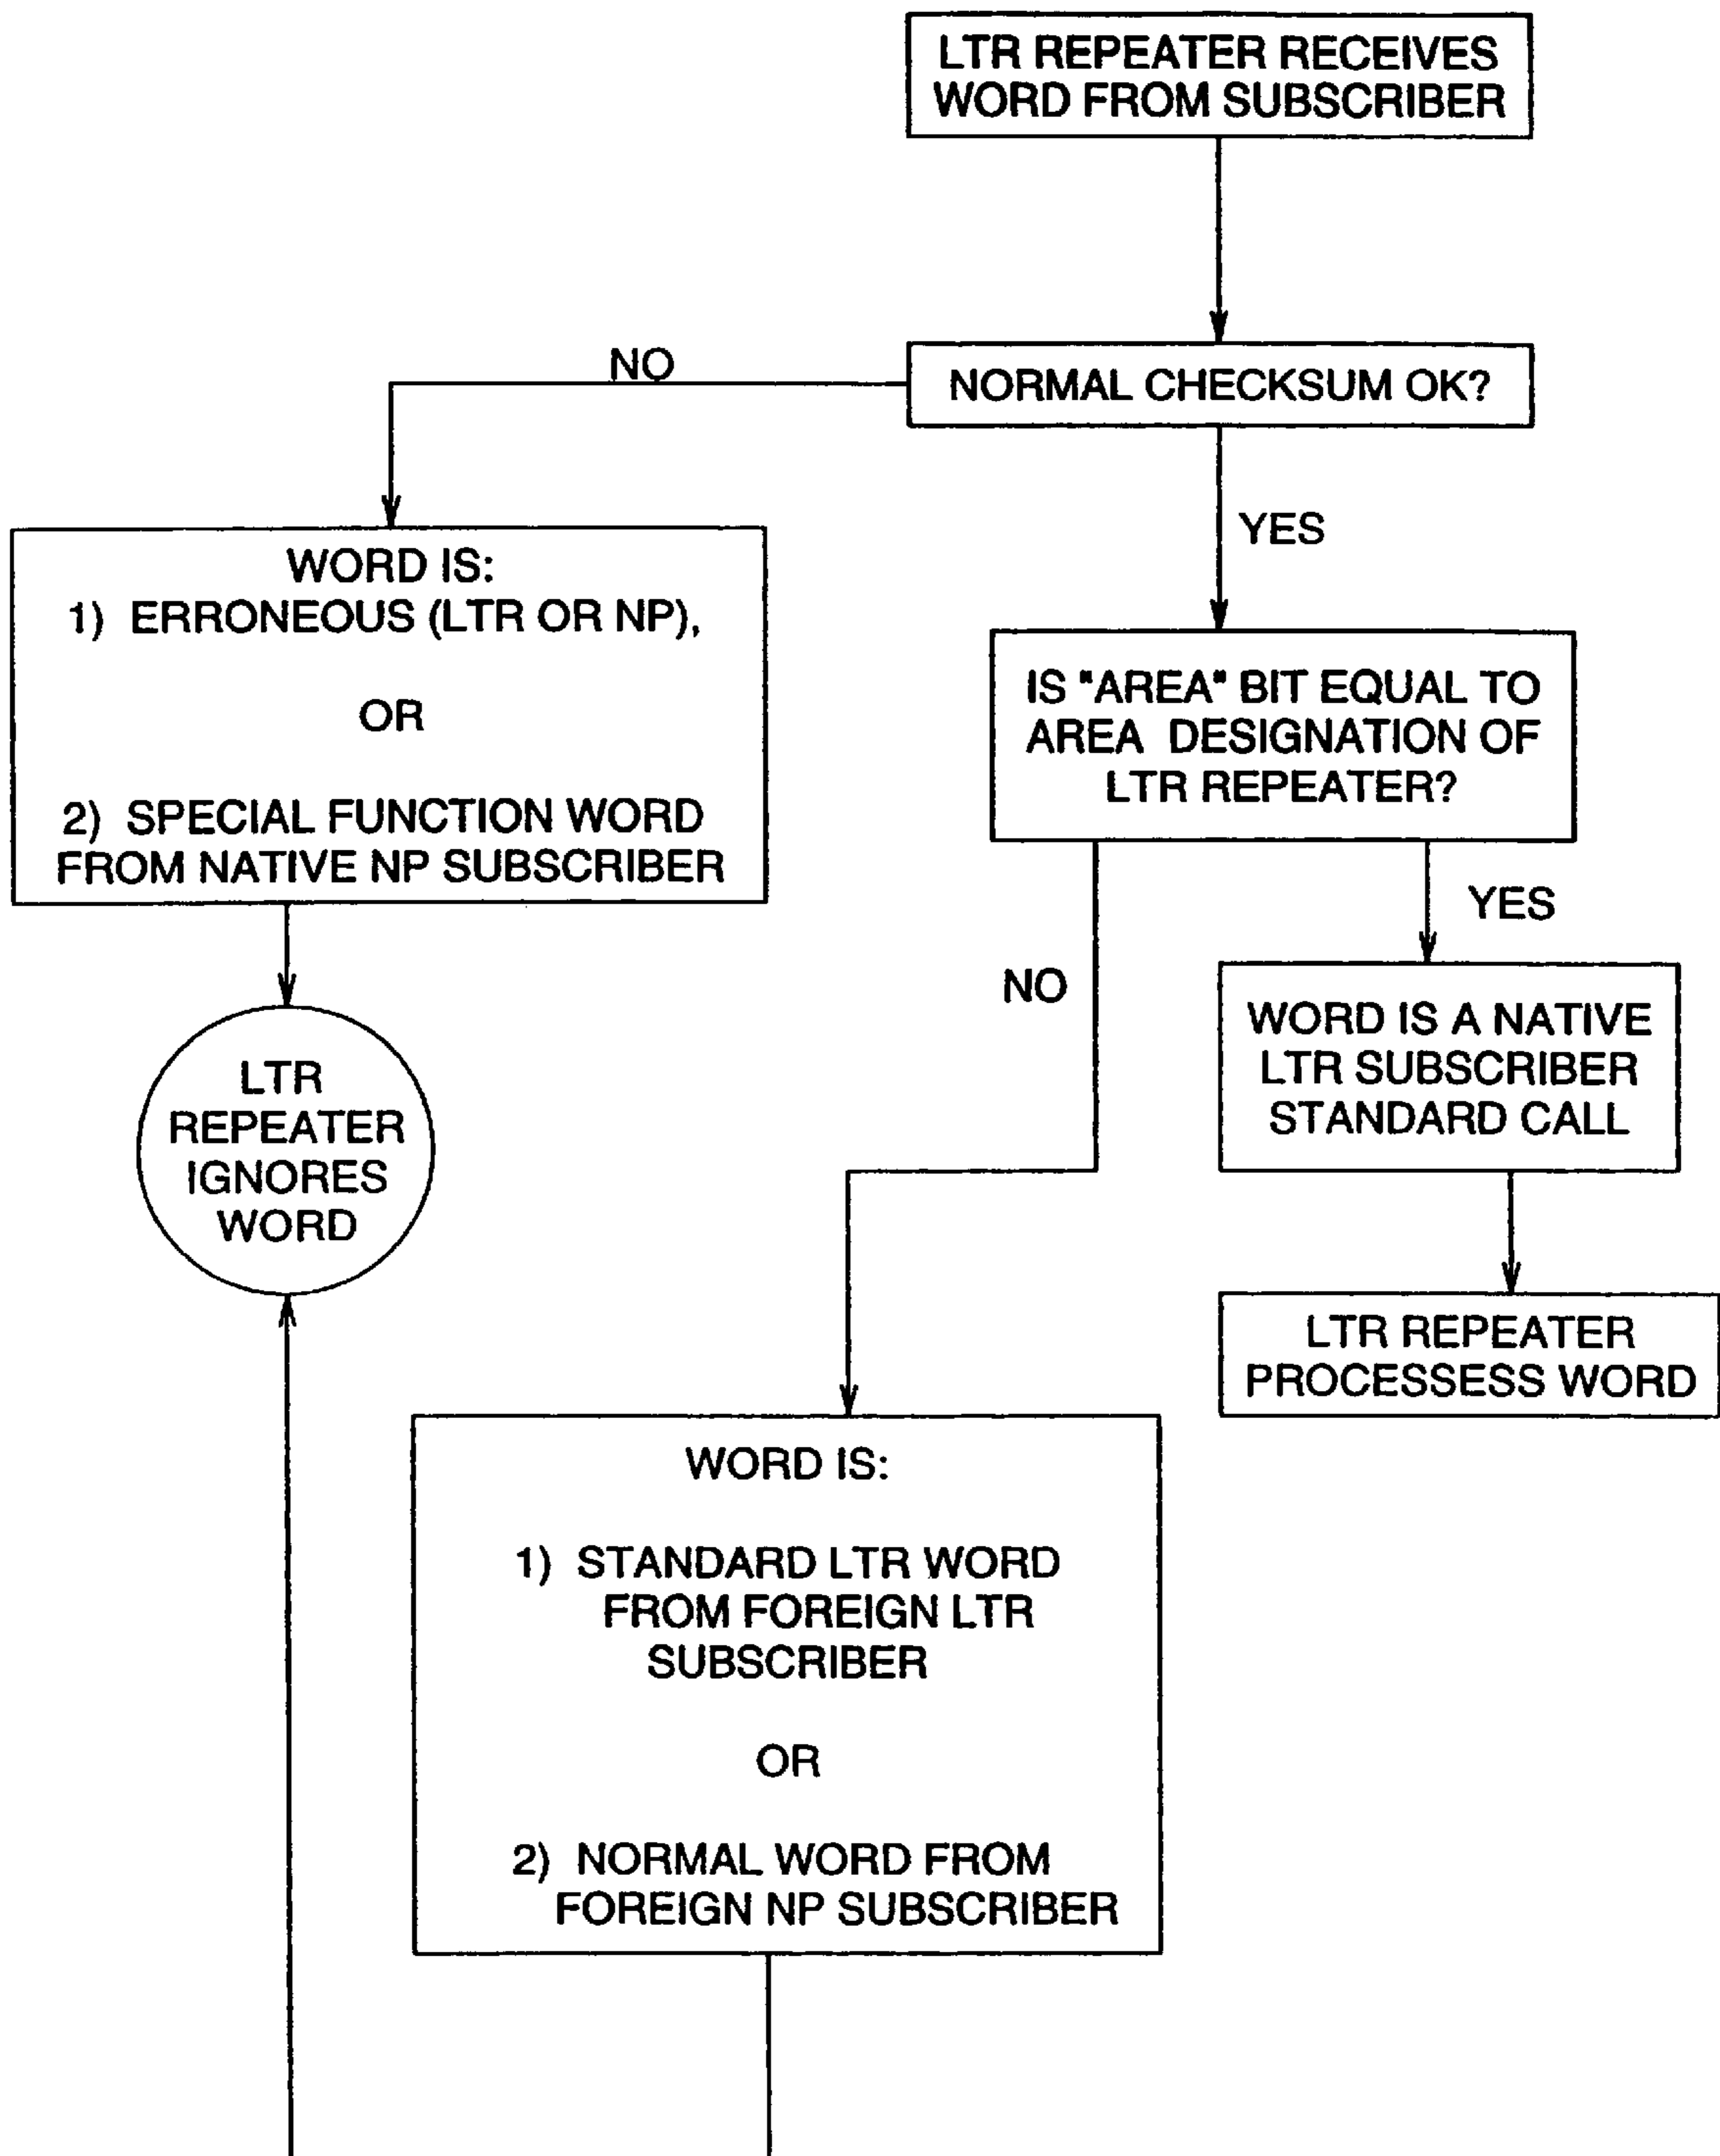 LTR REPEATER RECEIVES
WORD FROM SUBSCRIBER
NO
NORMAL CHECKSUM OK?
YES
WORD IS:
1) ERRONEOUS (LTR OR NP),
OR
2) SPECIAL FUNCTION WORD
FROM NATIVE NP SUBSCRIBER
IS "AREA" BIT EQUAL TO
AREA DESIGNATION OF
LTR REPEATER?
YES
NO
WORD IS A NATIVE
LTR SUBSCRIBER
STANDARD CALL
LTR
REPEATER
IGNORES
WORD
LTR REPEATER
PROCESSESS WORD
WORD IS:
1) STANDARD LTR WORD
FROM FOREIGN LTR
SUBSCRIBER
OR
2) NORMAL WORD FROM
FOREIGN NP SUBSCRIBER